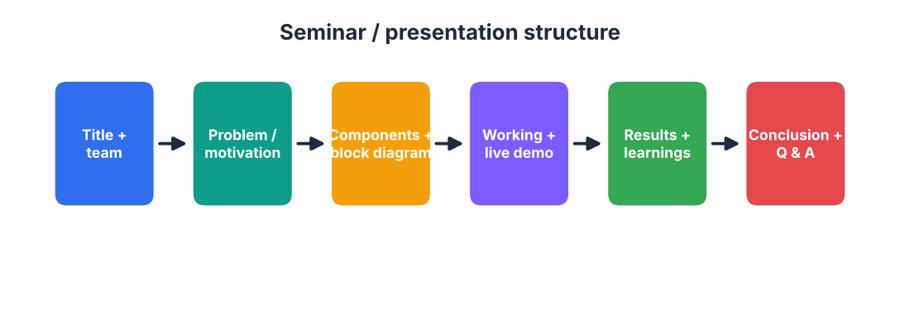 Seminar / presentation structure
Title +
team
Problem /
motivation
Components +
block diagram
Working +
live demo
Results +
learnings
Conclusion +
Q & A